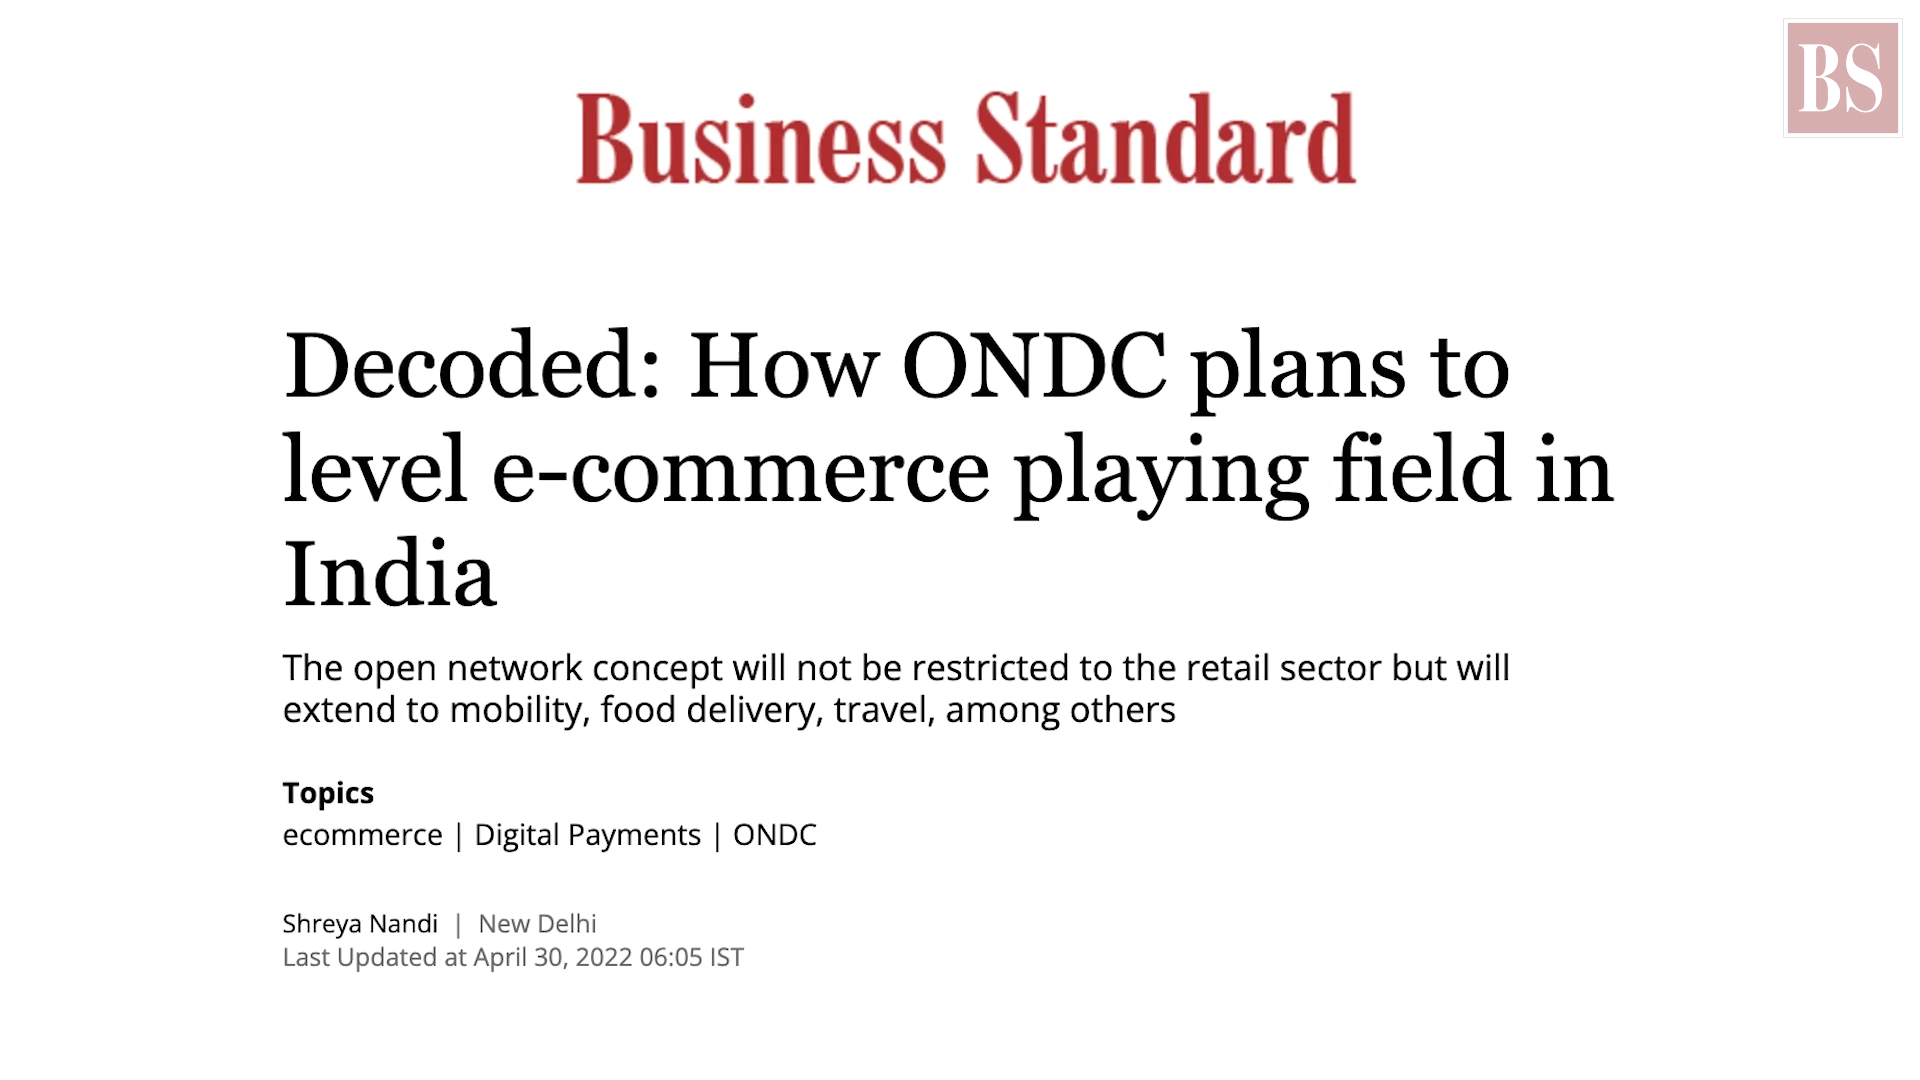 BS
Business Standard
Decoded: How ONDC plans to
level e-commerce playing field in
India
The open network concept will not be restricted to the retail sector but will
extend to mobility, food delivery, travel, among others
Topics
ecommerce | Digital Payments | ONDC
Shreya Nandi | New Delhi
Last Updated at April 30, 2022 06:05 IST